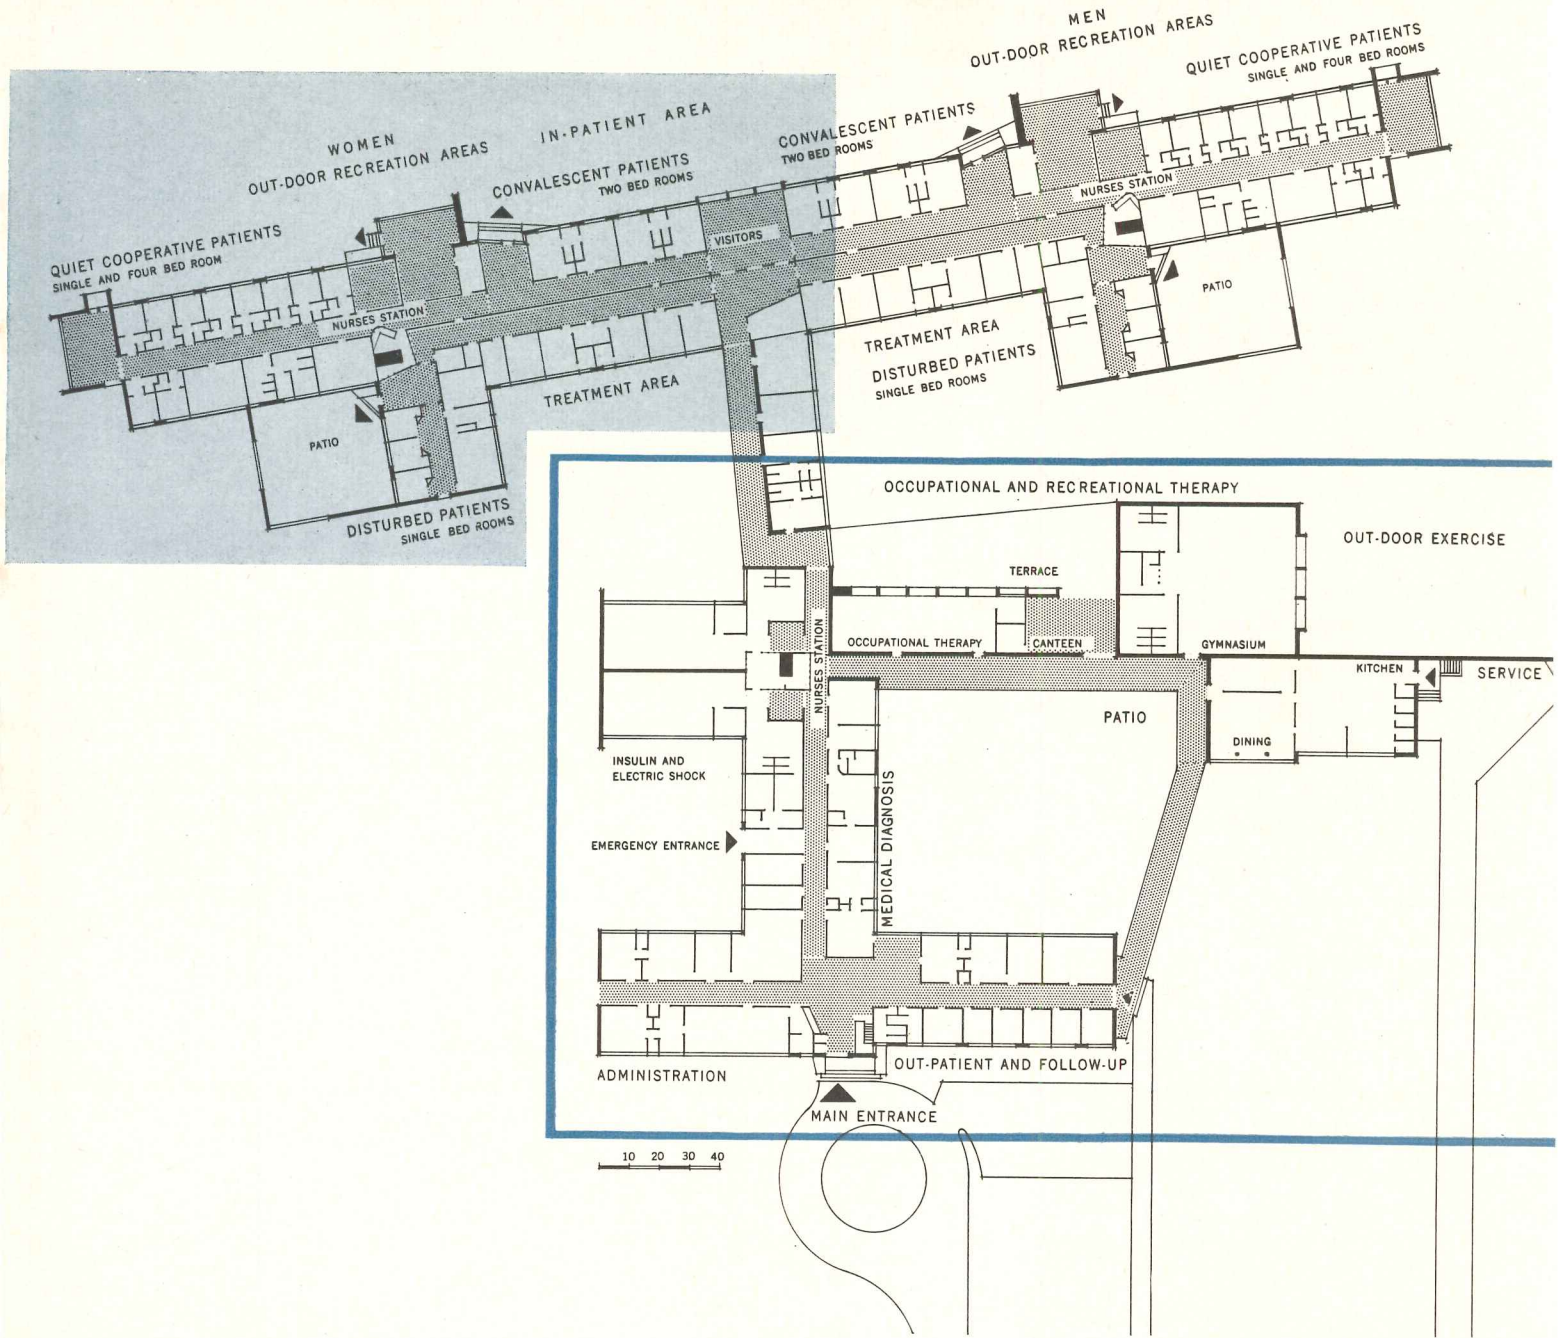 MEN
OUT-DOOR RECREATION AREAS
QUIET COOPERATIVE PATIENTS
SINGLE AND FOUR BED ROOMS
IN-PATIENT AREA
CONVALESCENT PATIENTS
TWO BED ROOMS
WOMEN
OUT-DOOR RECREATION AREAS
CONVALESCENT PATIENTS
TWO BED ROOMS
NURSES STATION
VISITORS
QUIET COOPERATIVE PATIENTS
SINGLE AND FOUR BED ROOM
PATIO
NURSES STATION
TREATMENT AREA
DISTURBED PATIENTS
SINGLE BED ROOMS
TREATMENT AREA
PATIO
DISTURBED PATIENTS
SINGLE BED ROOMS
OCCUPATIONAL AND RECREATIONAL THERAPY
OUT-DOOR EXERCISE
TERRACE
OCCUPATIONAL THERAPY
CANTEEN
GYMNASIUM
NURSES STATION
KITCHEN
SERVICE
PATIO
DINING
INSULIN AND
ELECTRIC SHOCK
MEDICAL DIAGNOSIS
EMERGENCY ENTRANCE
OUT-PATIENT AND FOLLOW-UP
ADMINISTRATION
MAIN ENTRANCE
10 20 30 40